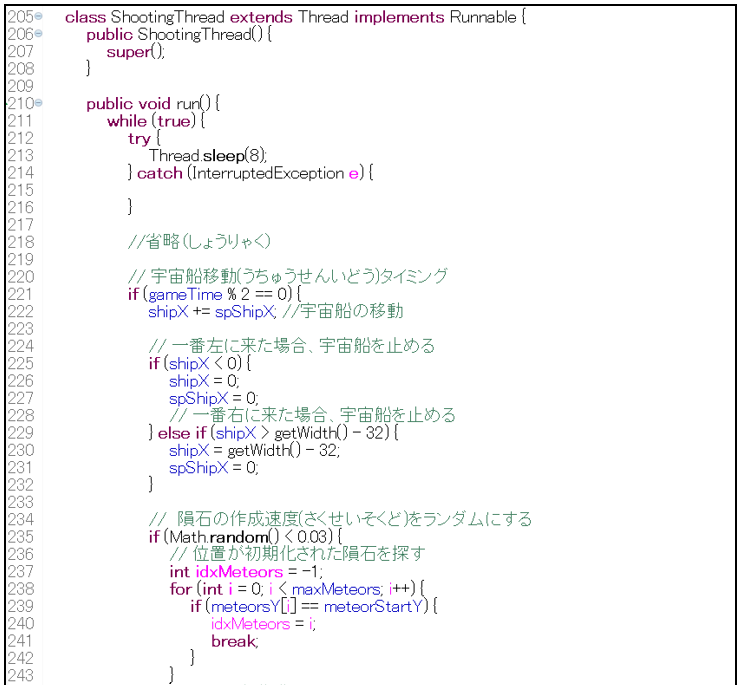 205 class ShootingThread extends Thread implements Runnable {
206 public ShootingThread() {
207 super();
208 }
209
210 public void run() {
211 while (true) {
212 try {
213 Thread.sleep(8);
214 } catch (InterruptedException e) {
215
216 }
217
218 //省略(しょうりゃく)
219
220 // 宇宙船移動(うちゅうせんいどう)タイミング
221 if (gameTime % 2 == 0) {
222 shipX += spShipX; //宇宙船の移動
223
224 // 一番左に来た場合、宇宙船を止める
225 if (shipX < 0) {
226 shipX = 0;
227 spShipX = 0;
228 // 一番右に来た場合、宇宙船を止める
229 } else if (shipX > getWidth() - 32) {
230 shipX = getWidth() - 32;
231 spShipX = 0;
232 }
233
234 // 隕石の作成速度(さくせいそくど)をランダムにする
235 if (Math.random() < 0.03) {
236 // 位置が初期化された隕石を探す
237 int idxMeteors = -1;
238 for (int i = 0; i < maxMeteors; i++) {
239 if (meteorsY[i] == meteorStartY) {
240 idxMeteors = i;
241 break;
242 }
243 }